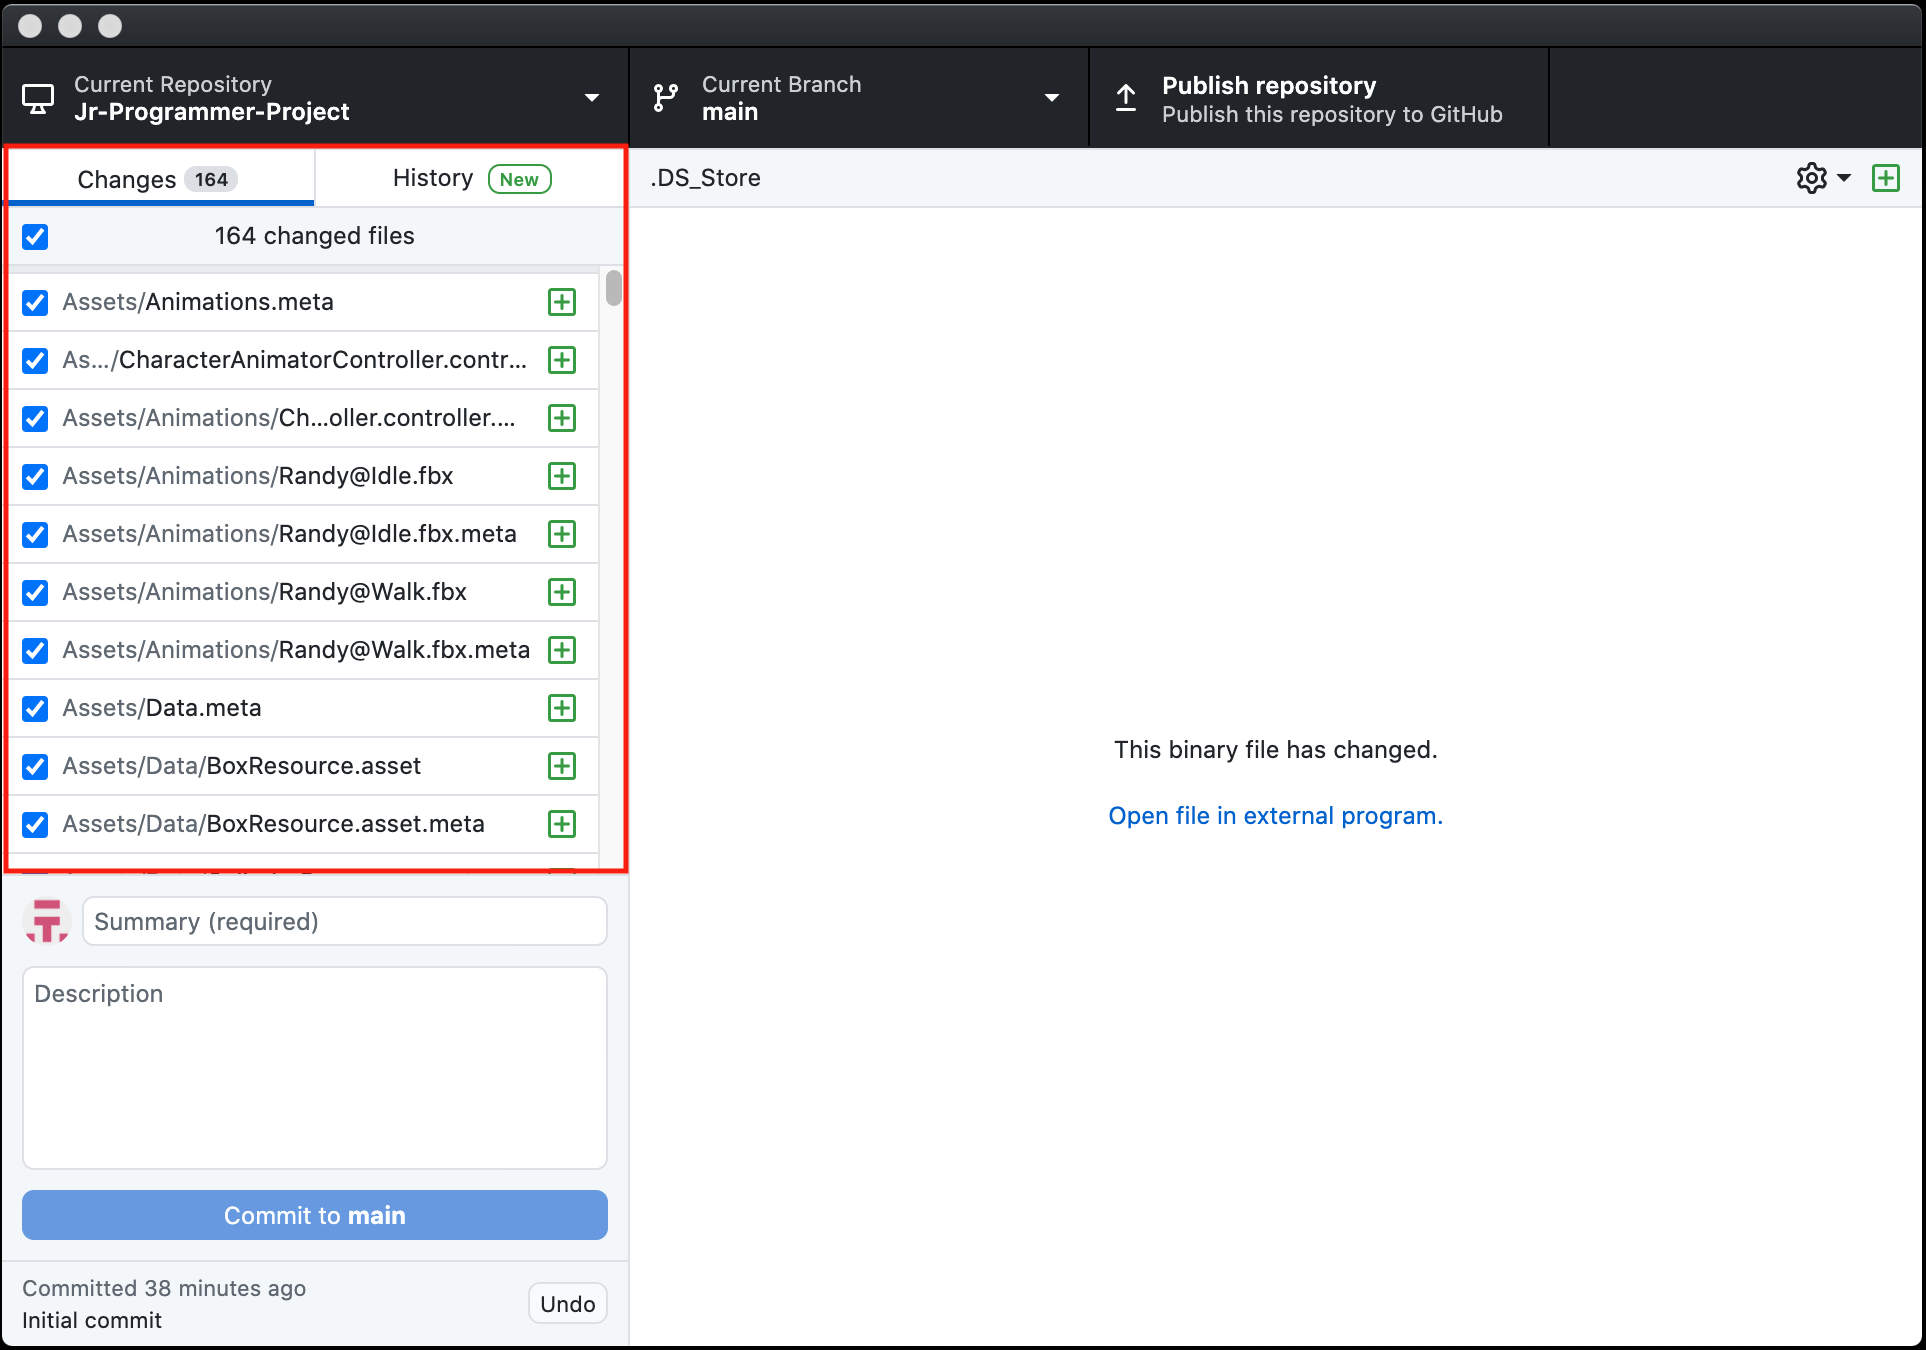 Current Repository
Jr-Programmer-Project
Current Branch
main
Publish repository
Publish this repository to GitHub
Changes 164
History New
.DS_Store
164 changed files
Assets/Animations.meta
As.../CharacterAnimatorController.contr...
Assets/Animations/Ch...oller.controller....
Assets/Animations/Randy@Idle.fbx
Assets/Animations/Randy@Idle.fbx.meta
Assets/Animations/Randy@Walk.fbx
Assets/Animations/Randy@Walk.fbx.meta
Assets/Data.meta
Assets/Data/BoxResource.asset
Assets/Data/BoxResource.asset.meta
Summary (required)
Description
Commit to main
Committed 38 minutes ago
Initial commit
Undo
This binary file has changed.
Open file in external program.